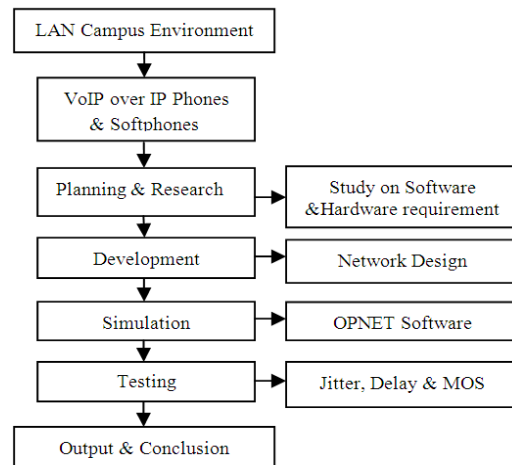 LAN Campus Environment
VoIP over IP Phones
& Softphones
Planning & Research
Study on Software
&Hardware requirement
Development
Network Design
Simulation
OPNET Software
Testing
Jitter, Delay & MOS
Output & Conclusion